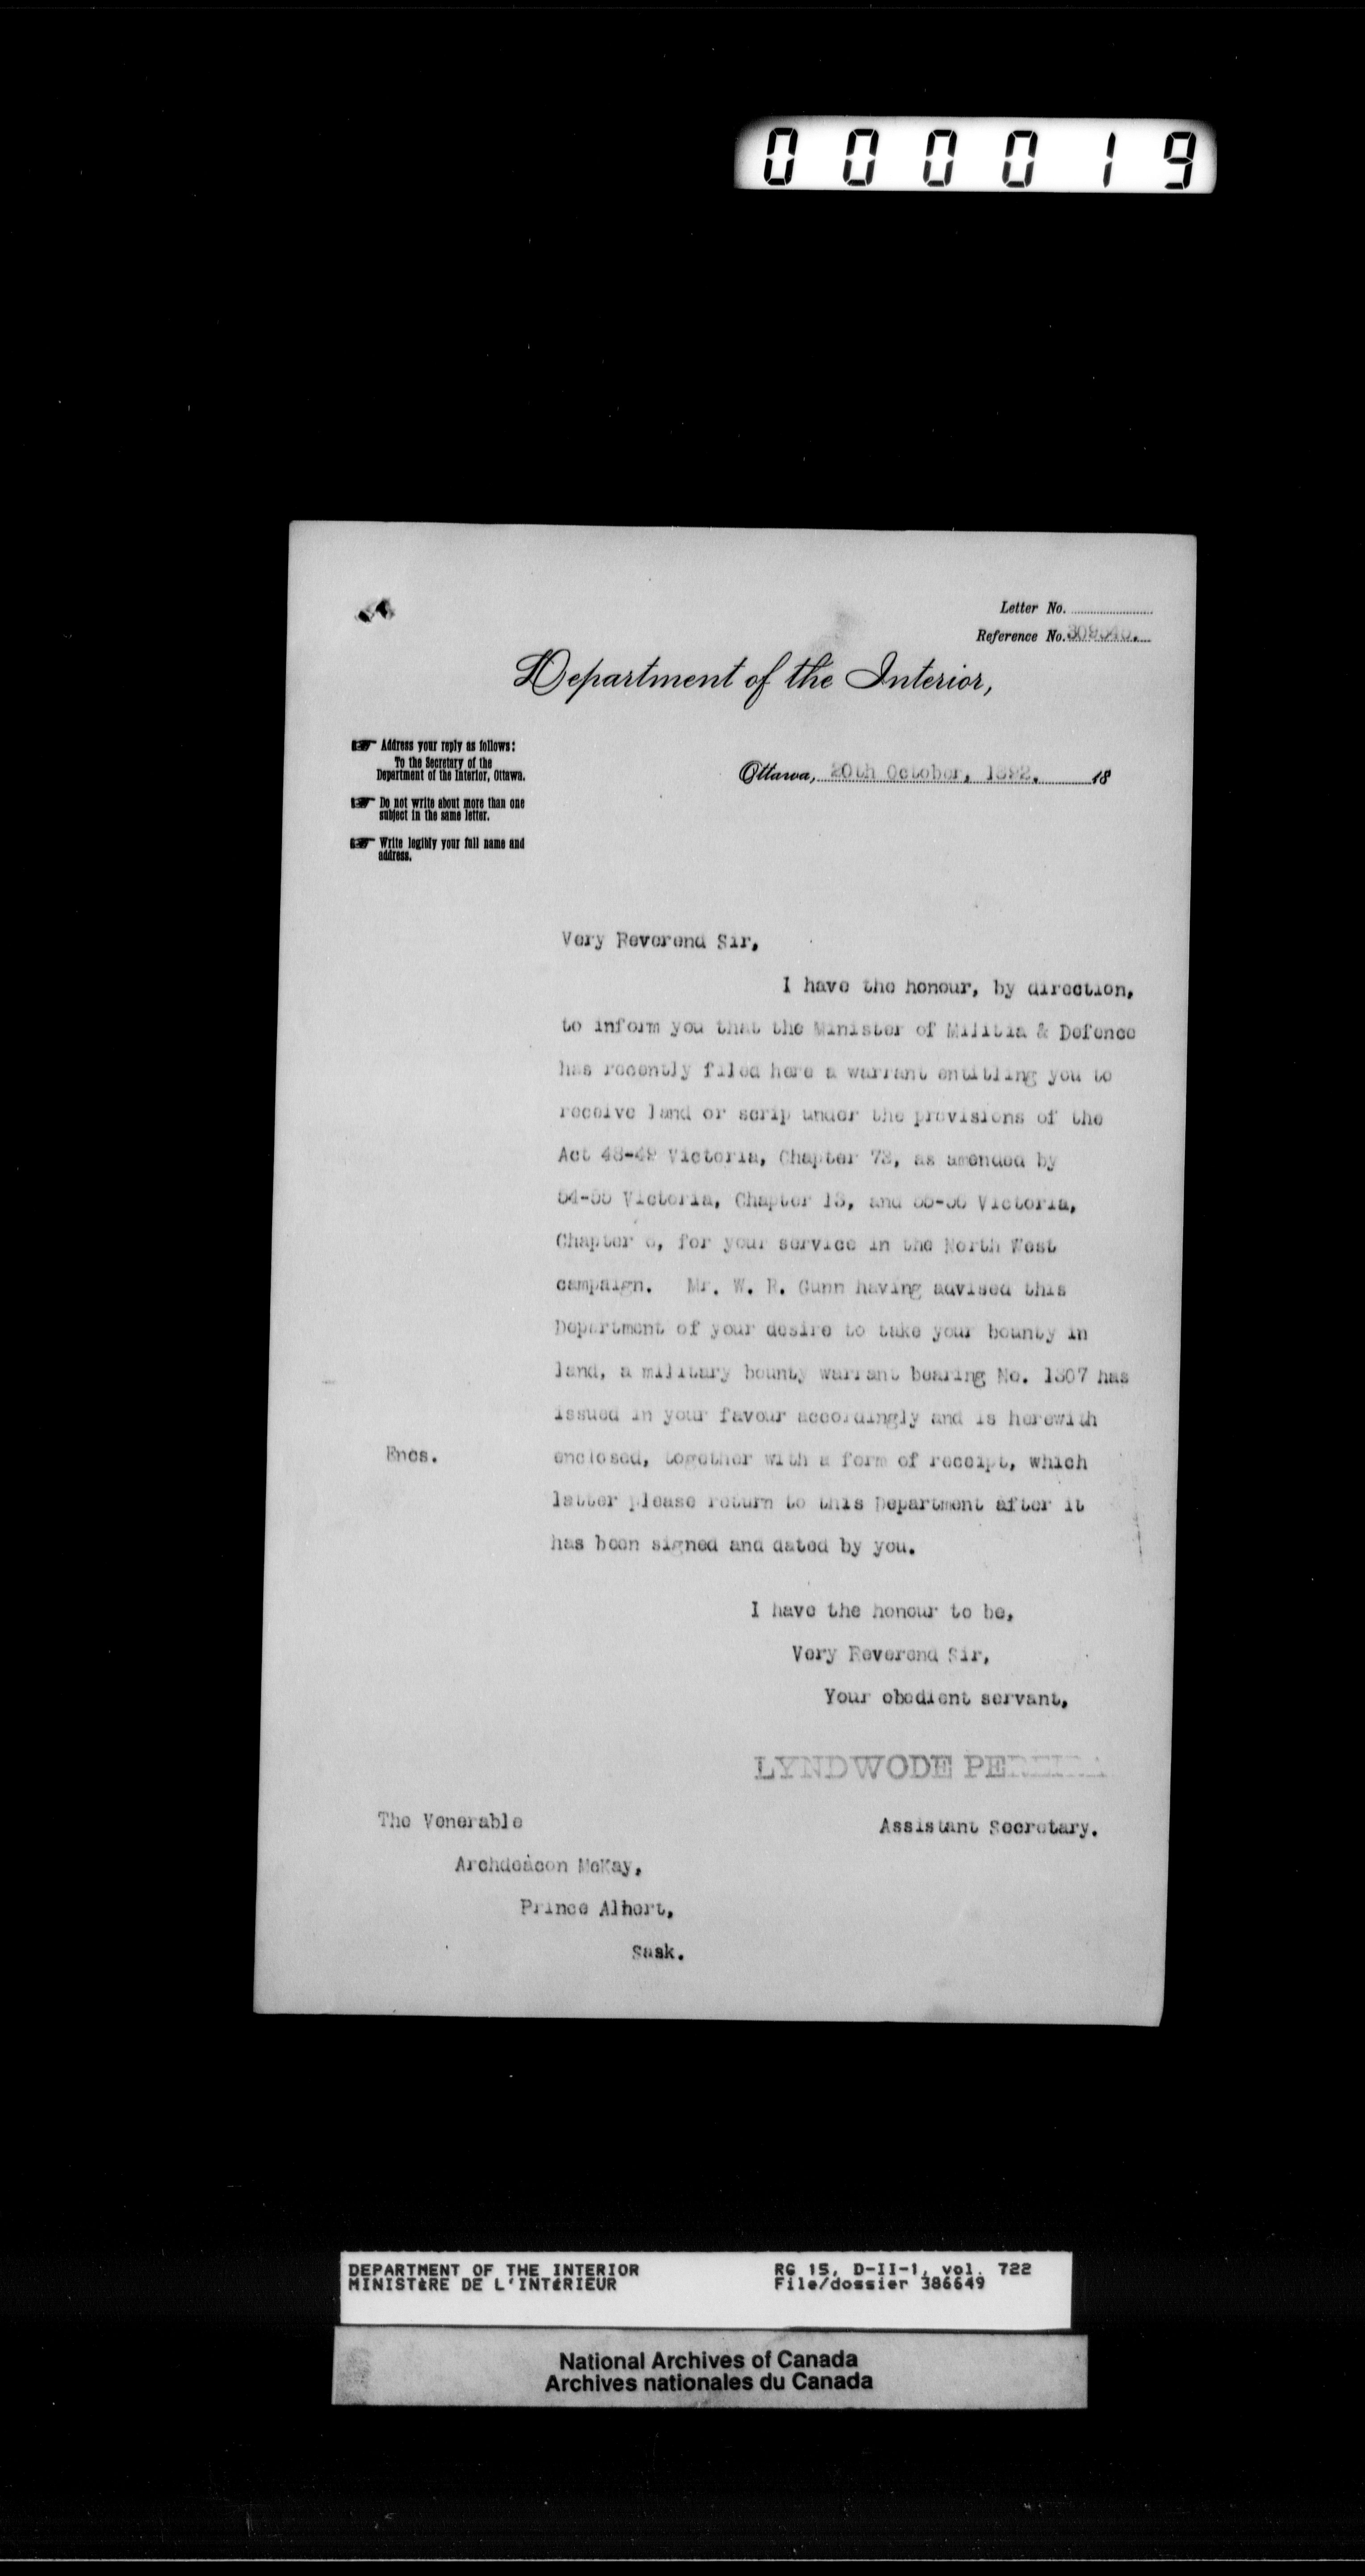 000019
Letter No.
Reference No.
Department of the Interior,
Address your reply as follows:
To the Secretary of the
Department of the Interior, Ottawa.
Do not write about more than one
subject in the same letter.
Write legibly your full name and
address.
Ottawa, 20th October, 1892. 18
Very Reverend Sir,
I have the honour, by direction,
to inform you that the Minister of Militia & Defence
has recently filed here a warrant entitling you to
receive land or scrip under the provisions of the
Act 48-49 Victoria, Chapter 73, as amended by
54-55 Victoria, Chapter 13, and 55-56 Victoria,
Chapter 6, for your service in the North West
campaign. Mr. W. R. Gunn having advised this
Department of your desire to take your bounty in
land, a military bounty warrant bearing No. 1307 has
issued in your favour accordingly and is herewith
Encs. enclosed, together with a form of receipt, which
latter please return to this Department after it
has been signed and dated by you.
I have the honour to be,
Very Reverend Sir,
Your obedient servant,
LYNDWODE PEREIRA
Assistant Secretary.
The Venerable
Archdeacon McKay,
Prince Albert,
Sask.
DEPARTMENT OF THE INTERIOR RG 15, D-II-1, vol. 722
MINISTÈRE DE L'INTÉRIEUR File/dossier 386649
National Archives of Canada
Archives nationales du Canada